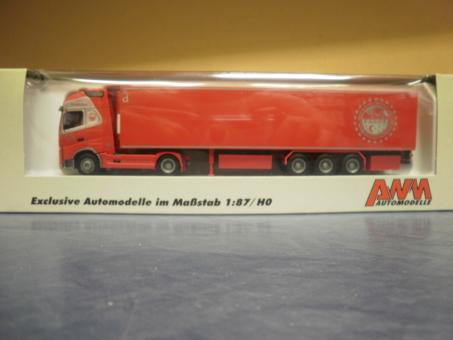 d
Exclusive Automodelle im Maßstab 1:87/H0
AWM
AUTOMODELLE